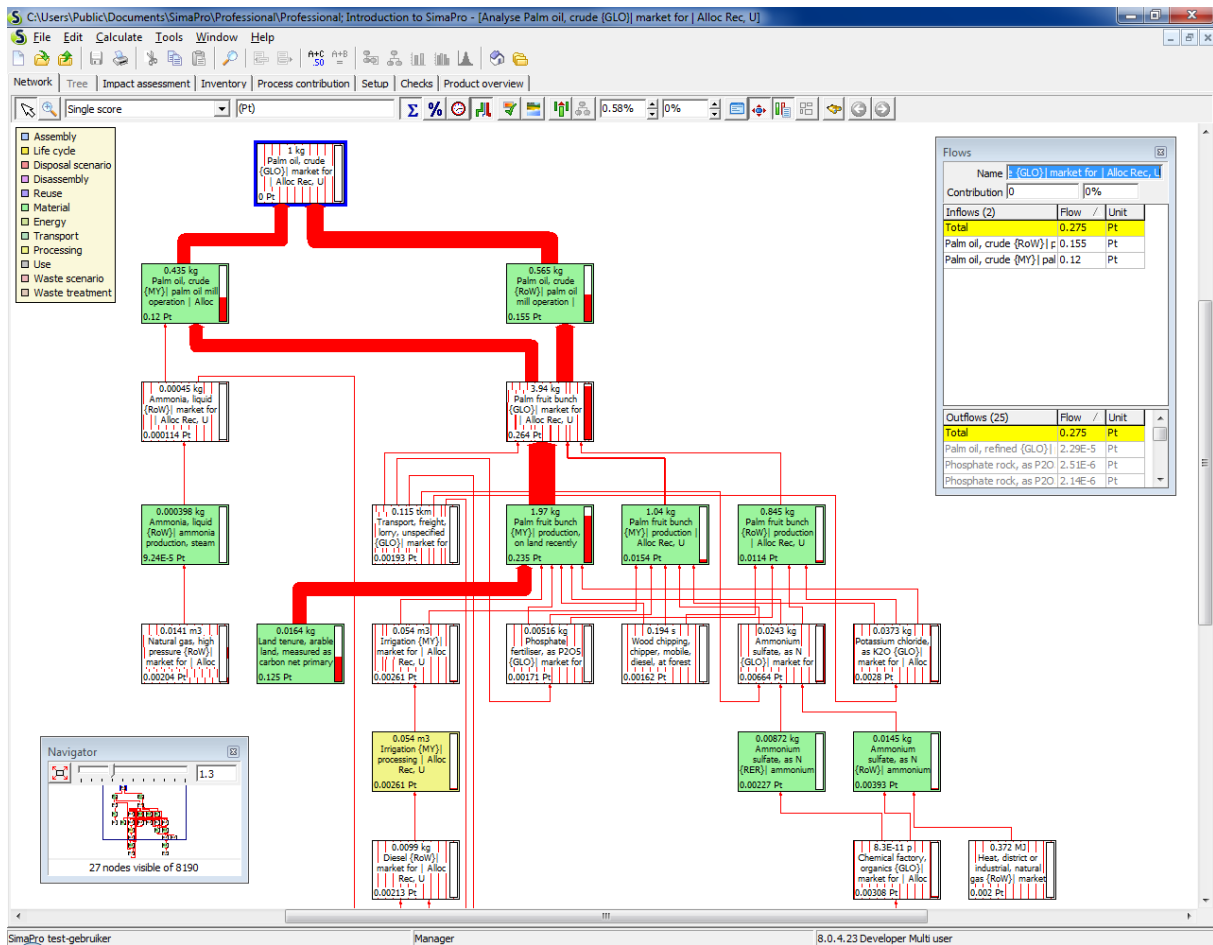 C:\Users\Public\Documents\SimaPro\Professional\Professional; Introduction to SimaPro - [Analyse Palm oil, crude {GLO}| market for | Alloc Rec, U]
File Edit Calculate Tools Window Help
A+C .50 A+B =
Network Tree Impact assessment Inventory Process contribution Setup Checks Product overview
Single score (Pt) Σ % 0.58% 0%
Assembly
Life cycle
Disposal scenario
Disassembly
Reuse
Material
Energy
Transport
Processing
Use
Waste scenario
Waste treatment
1 kg
Palm oil, crude
{GLO}| market for
| Alloc Rec, U
0 Pt
Flows
Name e {GLO}| market for | Alloc Rec, U
Contribution 0 0%
Inflows (2) Flow / Unit
Total 0.275 Pt
Palm oil, crude {RoW}| p 0.155 Pt
Palm oil, crude {MY}| pal 0.12 Pt
Outflows (25) Flow / Unit
Total 0.275 Pt
Palm oil, refined {GLO}| 2.29E-5 Pt
Phosphate rock, as P2O 2.51E-6 Pt
Phosphate rock, as P2O 2.14E-6 Pt
0.435 kg
Palm oil, crude
{MY}| palm oil mill
operation | Alloc
0.12 Pt
0.565 kg
Palm oil, crude
{RoW}| palm oil
mill operation |
0.155 Pt
0.00045 kg
Ammonia, liquid
{RoW}| market for
| Alloc Rec, U
0.000114 Pt
3.94 kg
Palm fruit bunch
{GLO}| market for
| Alloc Rec, U
0.264 Pt
0.000398 kg
Ammonia, liquid
{RoW}| ammonia
production, steam
9.24E-5 Pt
0.115 tkm
Transport, freight,
lorry, unspecified
{GLO}| market for
0.00193 Pt
1.97 kg
Palm fruit bunch
{MY}| production,
on land recently
0.235 Pt
1.04 kg
Palm fruit bunch
{MY}| production |
Alloc Rec, U
0.0154 Pt
0.845 kg
Palm fruit bunch
{RoW}| production
| Alloc Rec, U
0.0114 Pt
0.0141 m3
Natural gas, high
pressure {RoW}|
market for | Alloc
0.00204 Pt
0.0164 kg
Land tenure, arable
land, measured as
carbon net primary
0.125 Pt
0.054 m3
Irrigation {MY}|
market for | Alloc
Rec, U
0.00261 Pt
0.00516 kg
Phosphate
fertiliser, as P2O5
{GLO}| market for
0.00171 Pt
0.194 s
Wood chipping,
chipper, mobile,
diesel, at forest
0.00162 Pt
0.0243 kg
Ammonium
sulfate, as N
{GLO}| market for
0.00664 Pt
0.0373 kg
Potassium chloride,
as K2O {GLO}|
market for | Alloc
0.0028 Pt
0.054 m3
Irrigation {MY}|
processing | Alloc
Rec, U
0.00261 Pt
0.00872 kg
Ammonium
sulfate, as N
{RER}| ammonium
0.00227 Pt
0.0145 kg
Ammonium
sulfate, as N
{RoW}| ammonium
0.00393 Pt
Navigator
1.3
27 nodes visible of 8190
0.0099 kg
Diesel {RoW}|
market for | Alloc
Rec, U
0.00213 Pt
8.3E-11 p
Chemical factory,
organics {GLO}|
market for | Alloc
0.00308 Pt
0.372 MJ
Heat, district or
industrial, natural
gas {RoW}| market
0.002 Pt
SimaPro test-gebruiker Manager 8.0.4.23 Developer Multi user